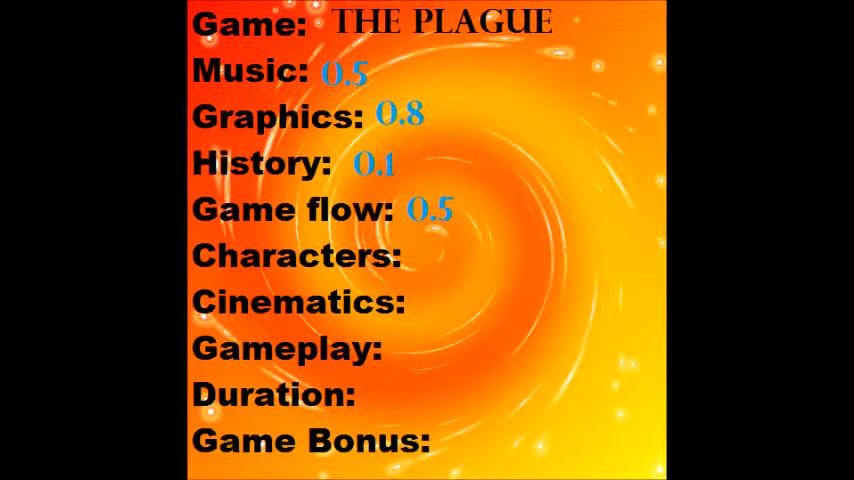 Game: THE PLAGUE
Music: 0.5
Graphics: 0.8
History: 0.1
Game flow: 0.5
Characters:
Cinematics:
Gameplay:
Duration:
Game Bonus: